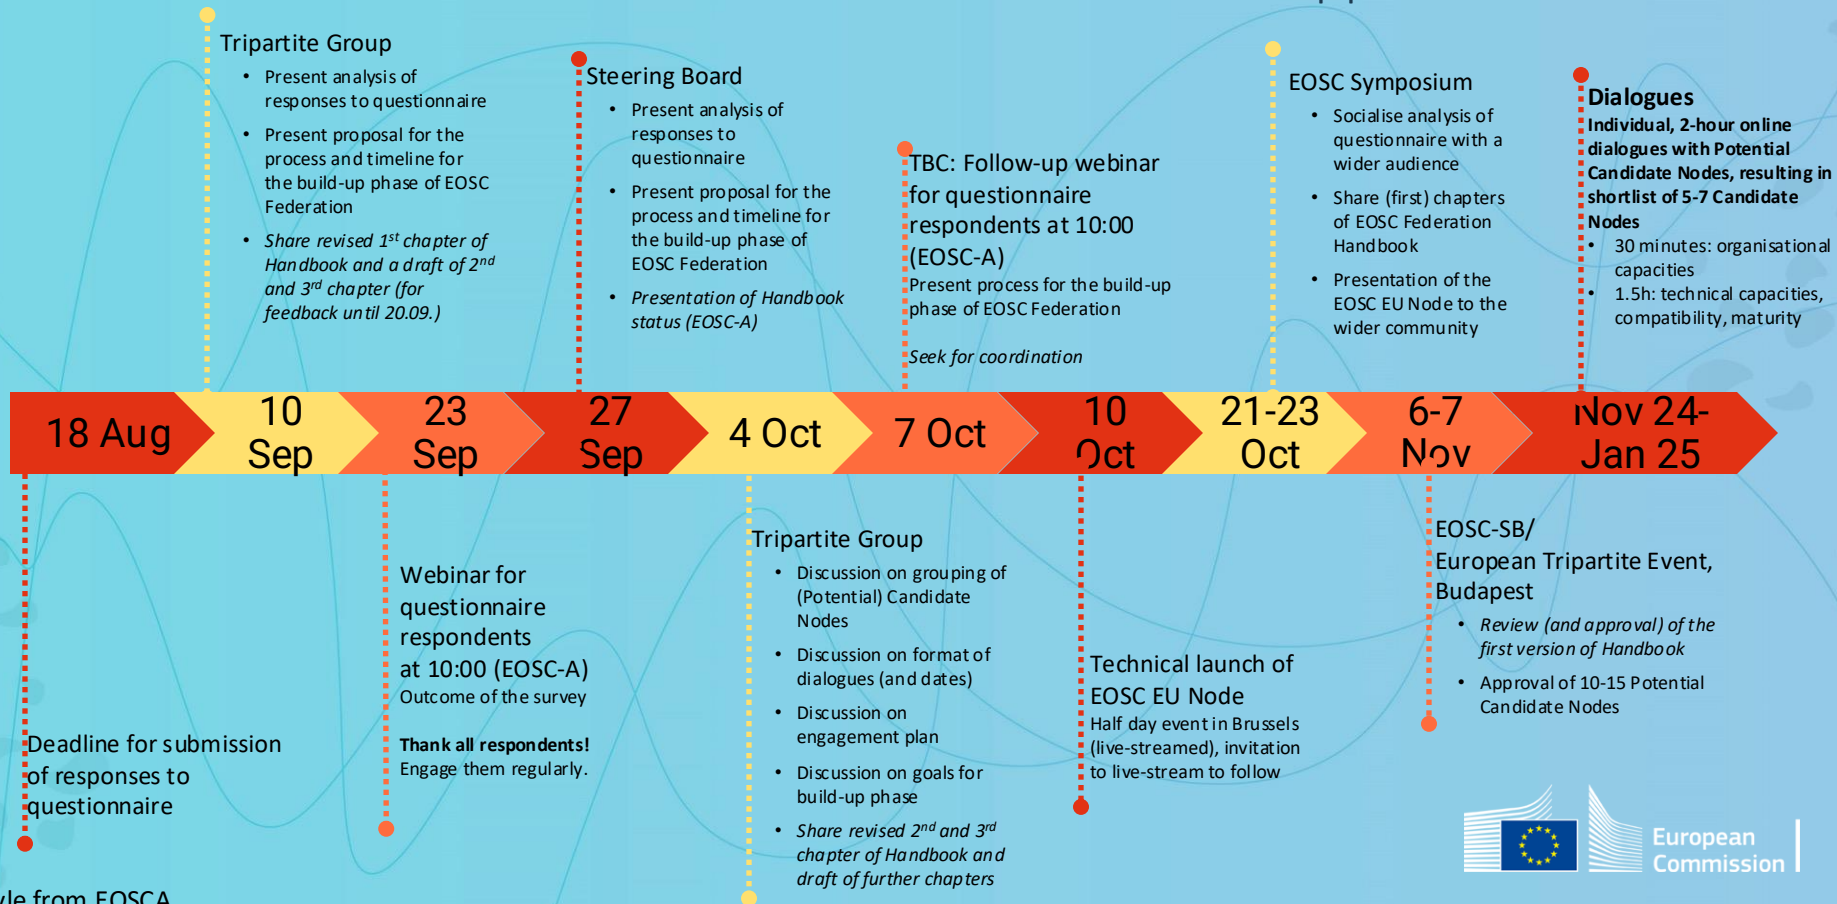 Tripartite Group
• Present analysis of
responses to questionnaire
• Present proposal for the
process and timeline for
the build-up phase of EOSC
Federation
• Share revised 1st chapter of
Handbook and a draft of 2nd
and 3rd chapter (for
feedback until 20.09.)
Steering Board
• Present analysis of
responses to
questionnaire
• Present proposal for the
process and timeline for
the build-up phase of
EOSC Federation
• Presentation of Handbook
status (EOSC-A)
TBC: Follow-up webinar
for questionnaire
respondents at 10:00
(EOSC-A)
Present process for the build-up
phase of EOSC Federation
Seek for coordination
EOSC Symposium
• Socialise analysis of
questionnaire with a
wider audience
• Share (first) chapters
of EOSC Federation
Handbook
• Presentation of the
EOSC EU Node to the
wider community
Dialogues
Individual, 2-hour online
dialogues with Potential
Candidate Nodes, resulting in
shortlist of 5-7 Candidate
Nodes
• 30 minutes: organisational
capacities
• 1.5h: technical capacities,
compatibility, maturity
18 Aug
10
Sep
23
Sep
27
Sep
4 Oct
7 Oct
10
Oct
21-23
Oct
6-7
Nov
Nov 24-
Jan 25
Deadline for submission
of responses to
questionnaire
Webinar for
questionnaire
respondents
at 10:00 (EOSC-A)
Outcome of the survey
Thank all respondents!
Engage them regularly.
Tripartite Group
• Discussion on grouping of
(Potential) Candidate
Nodes
• Discussion on format of
dialogues (and dates)
• Discussion on
engagement plan
• Discussion on goals for
build-up phase
• Share revised 2nd and 3rd
chapter of Handbook and
draft of further chapters
Technical launch of
EOSC EU Node
Half day event in Brussels
(live-streamed), invitation
to live-stream to follow
EOSC-SB/
European Tripartite Event,
Budapest
• Review (and approval) of the
first version of Handbook
• Approval of 10-15 Potential
Candidate Nodes
European
Commission
from EOSCA